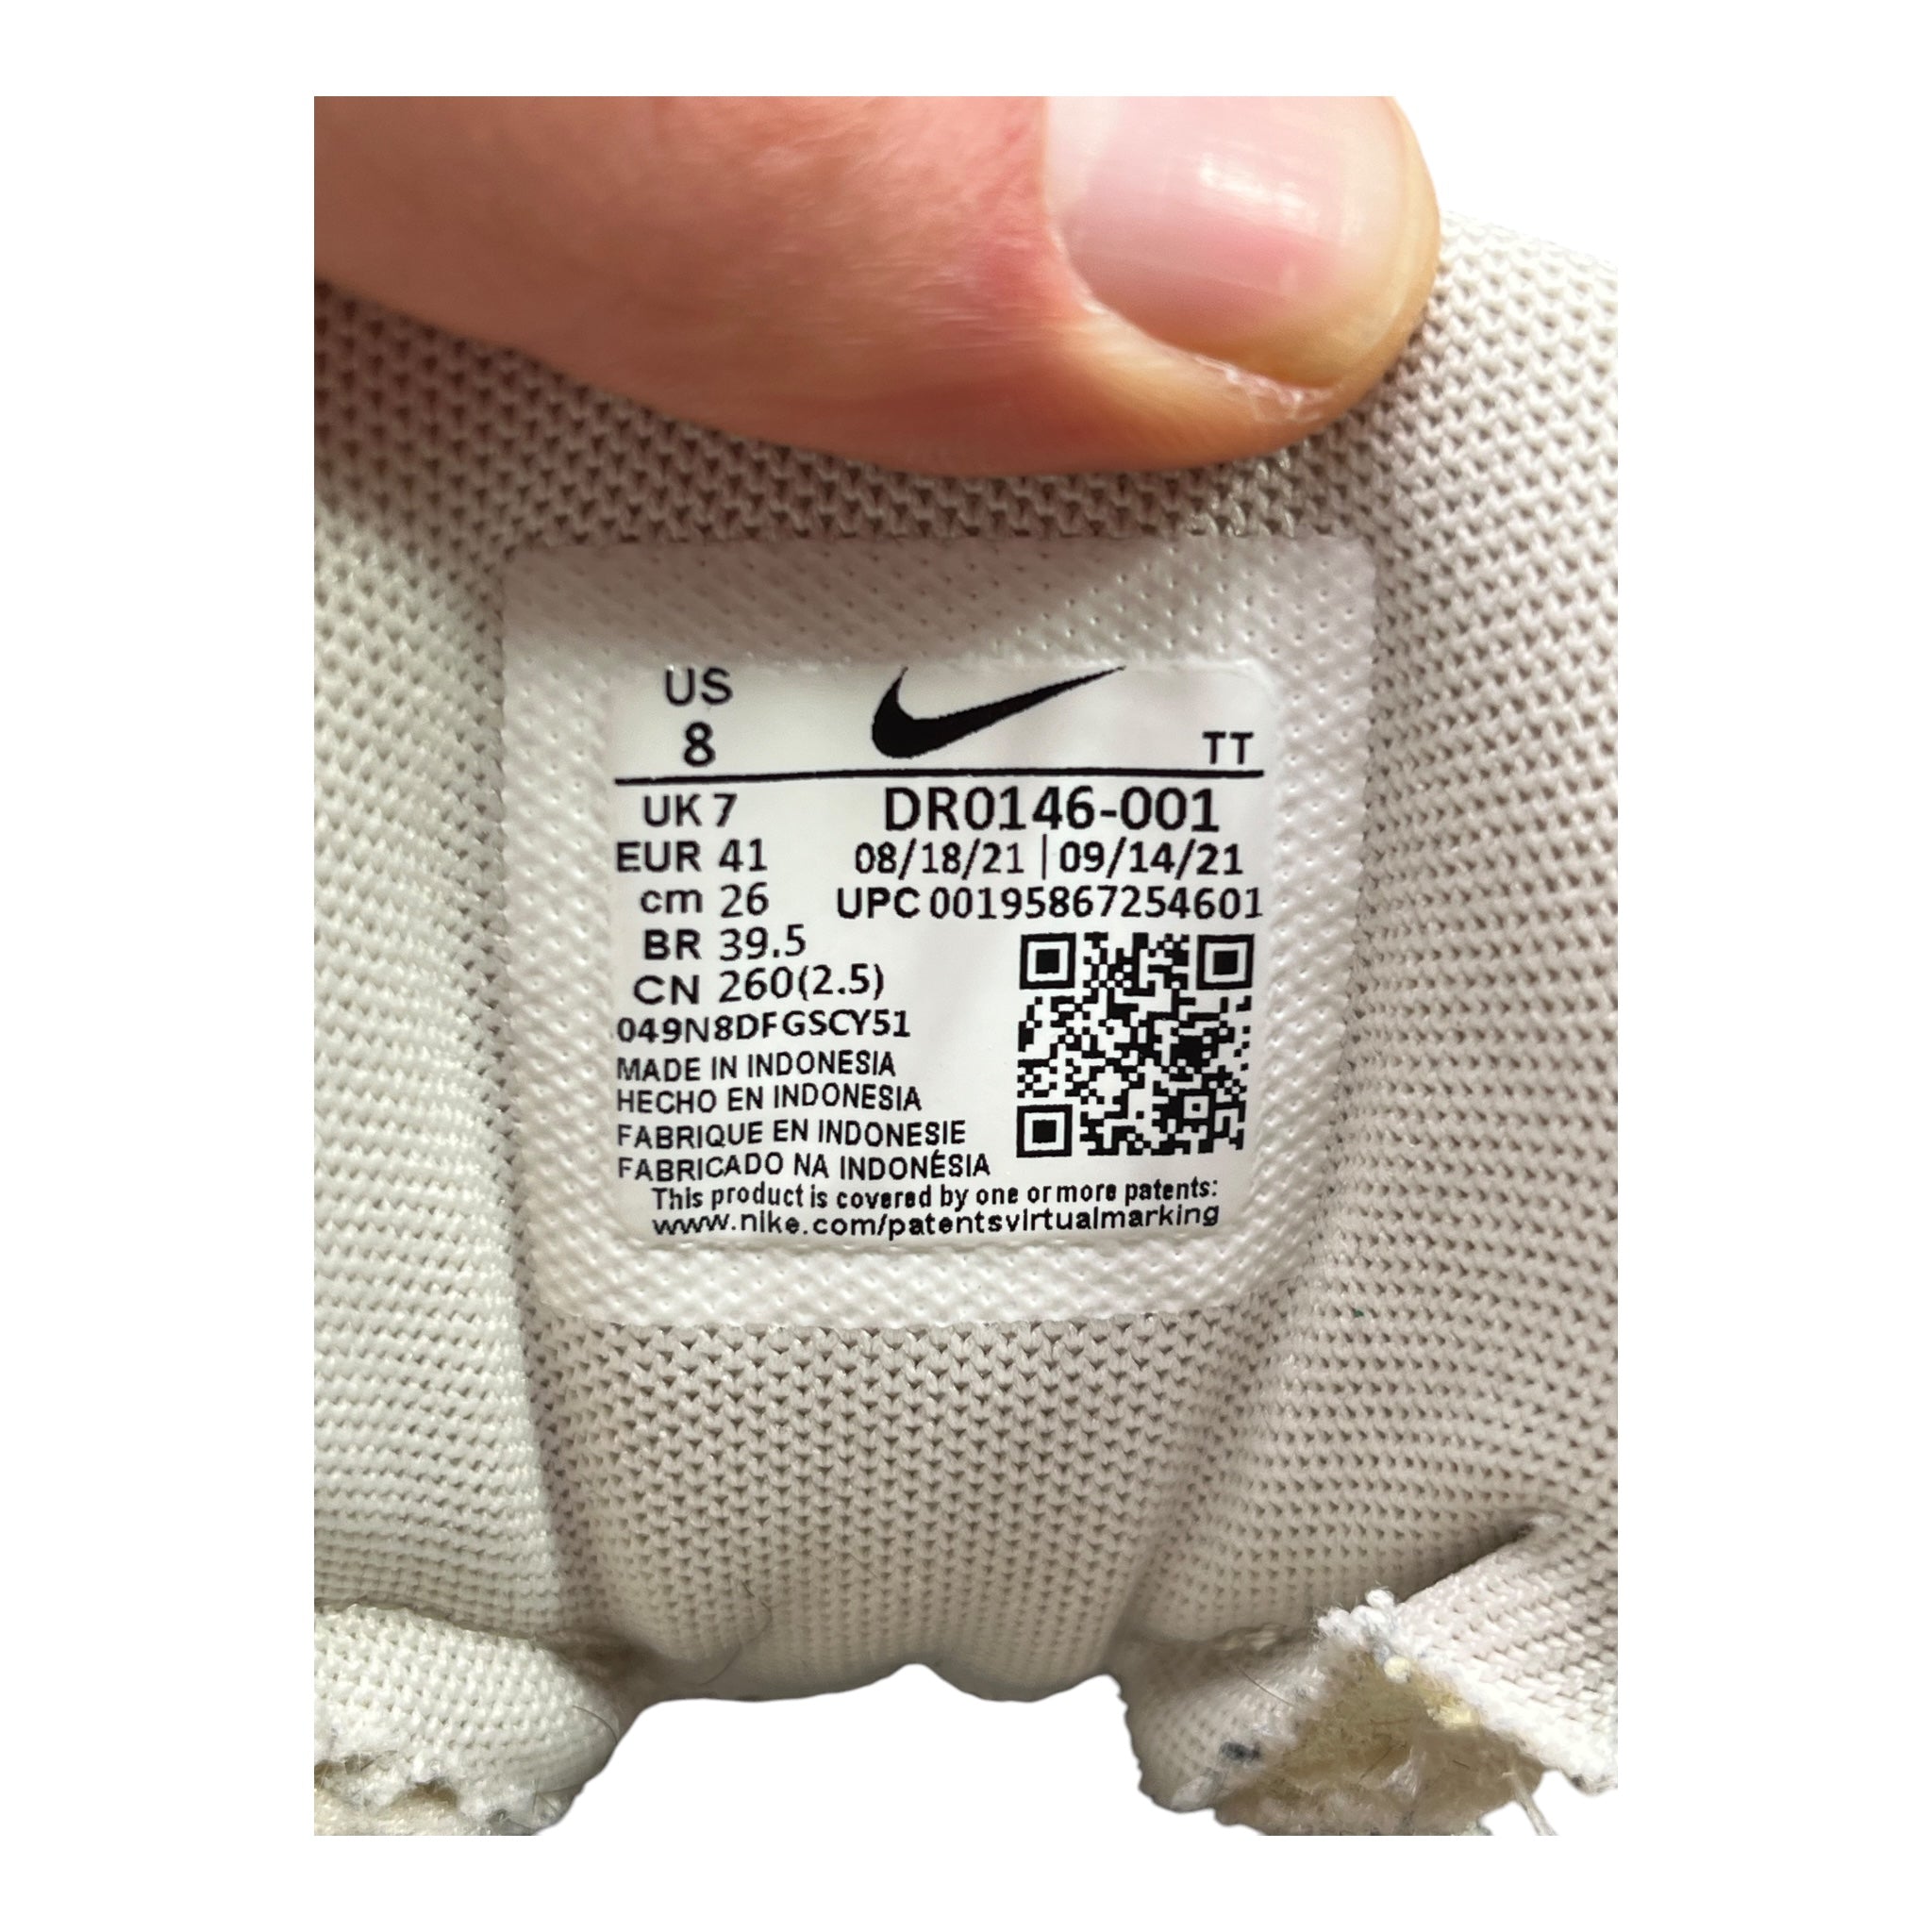 US
8
TT
UK 7
DR0146-001
EUR 41
08/18/21 | 09/14/21
cm 26
UPC 00195867254601
BR 39.5
CN 260(2.5)
049N8DFGSCY51
MADE IN INDONESIA
HECHO EN INDONESIA
FABRIQUE EN INDONESIE
FABRICADO NA INDONÉSIA
This product is covered by one or more patents:
www.nike.com/patentsvirtualmarking